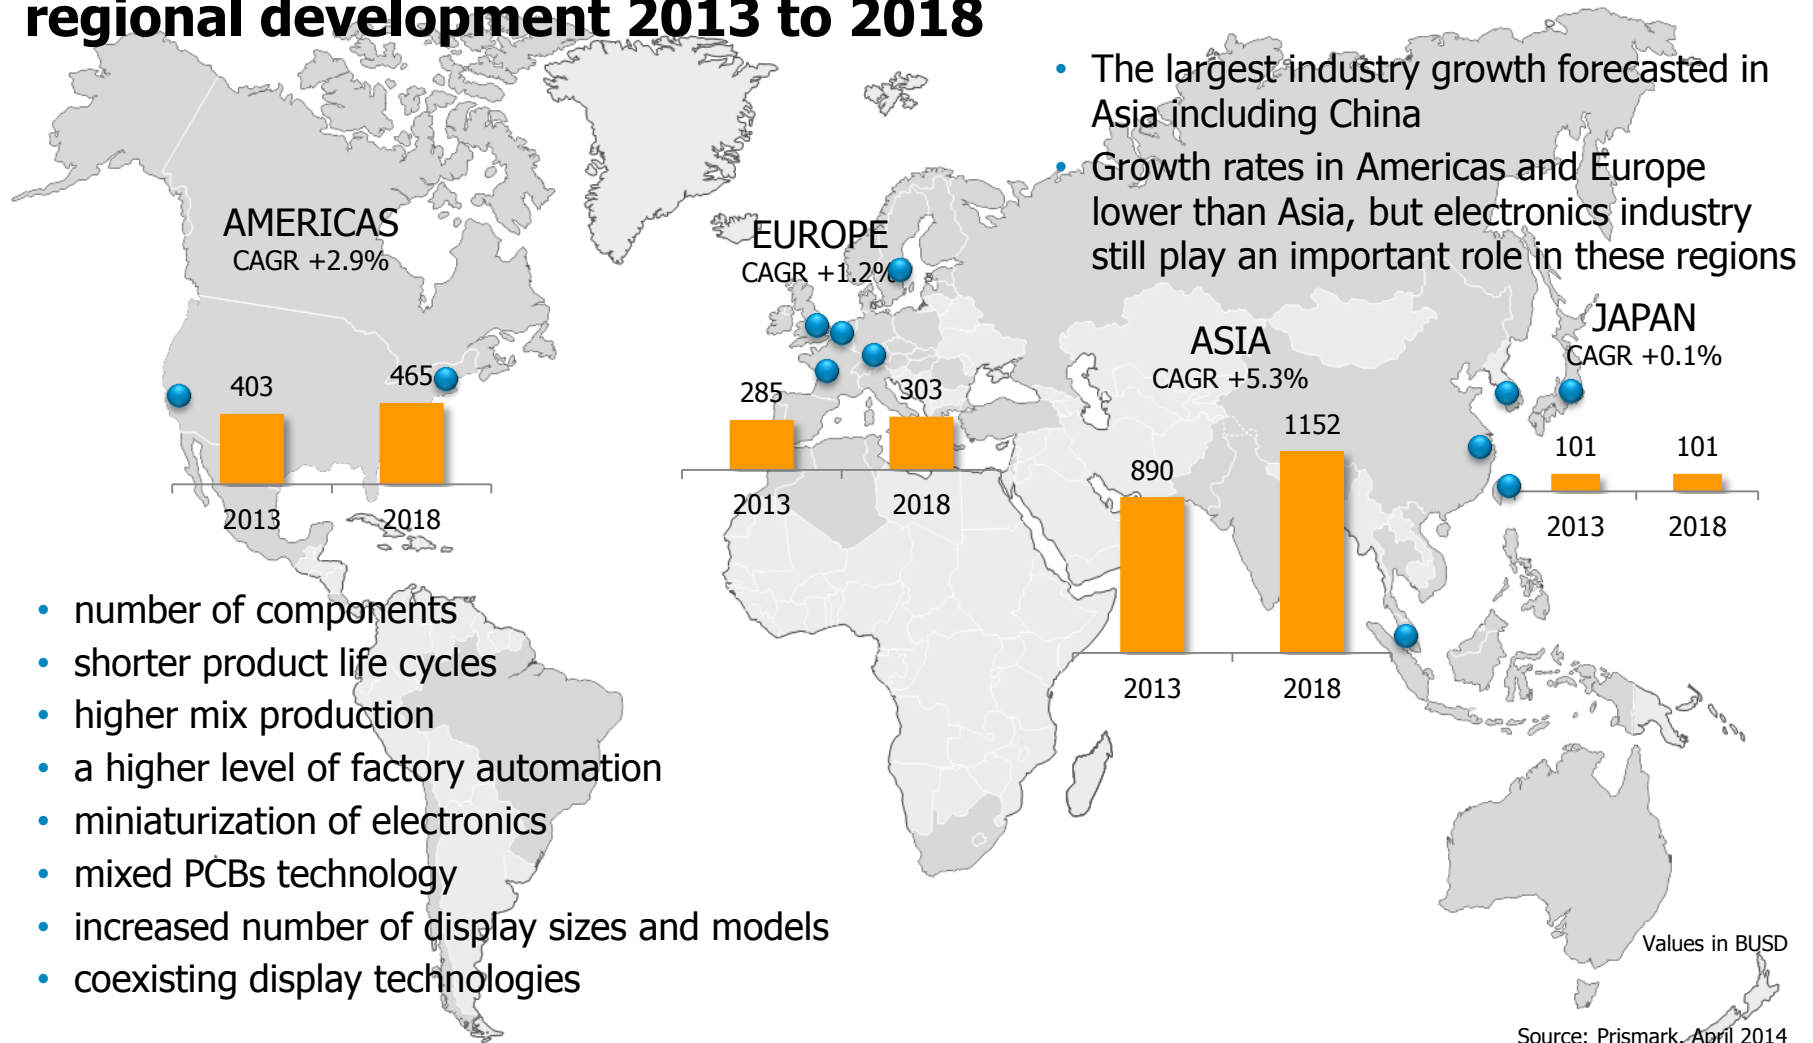 regional development 2013 to 2018
• The largest industry growth forecasted in
Asia including China
• Growth rates in Americas and Europe
lower than Asia, but electronics industry
still play an important role in these regions
AMERICAS
CAGR +2.9%
403
465
2013
2018
EUROPE
CAGR +1.2%
285
303
2013
2018
ASIA
CAGR +5.3%
890
1152
2013
2018
JAPAN
CAGR +0.1%
101
101
2013
2018
• number of components
• shorter product life cycles
• higher mix production
• a higher level of factory automation
• miniaturization of electronics
• mixed PCBs technology
• increased number of display sizes and models
• coexisting display technologies
Values in BUSD
Source: Prismark, April 2014